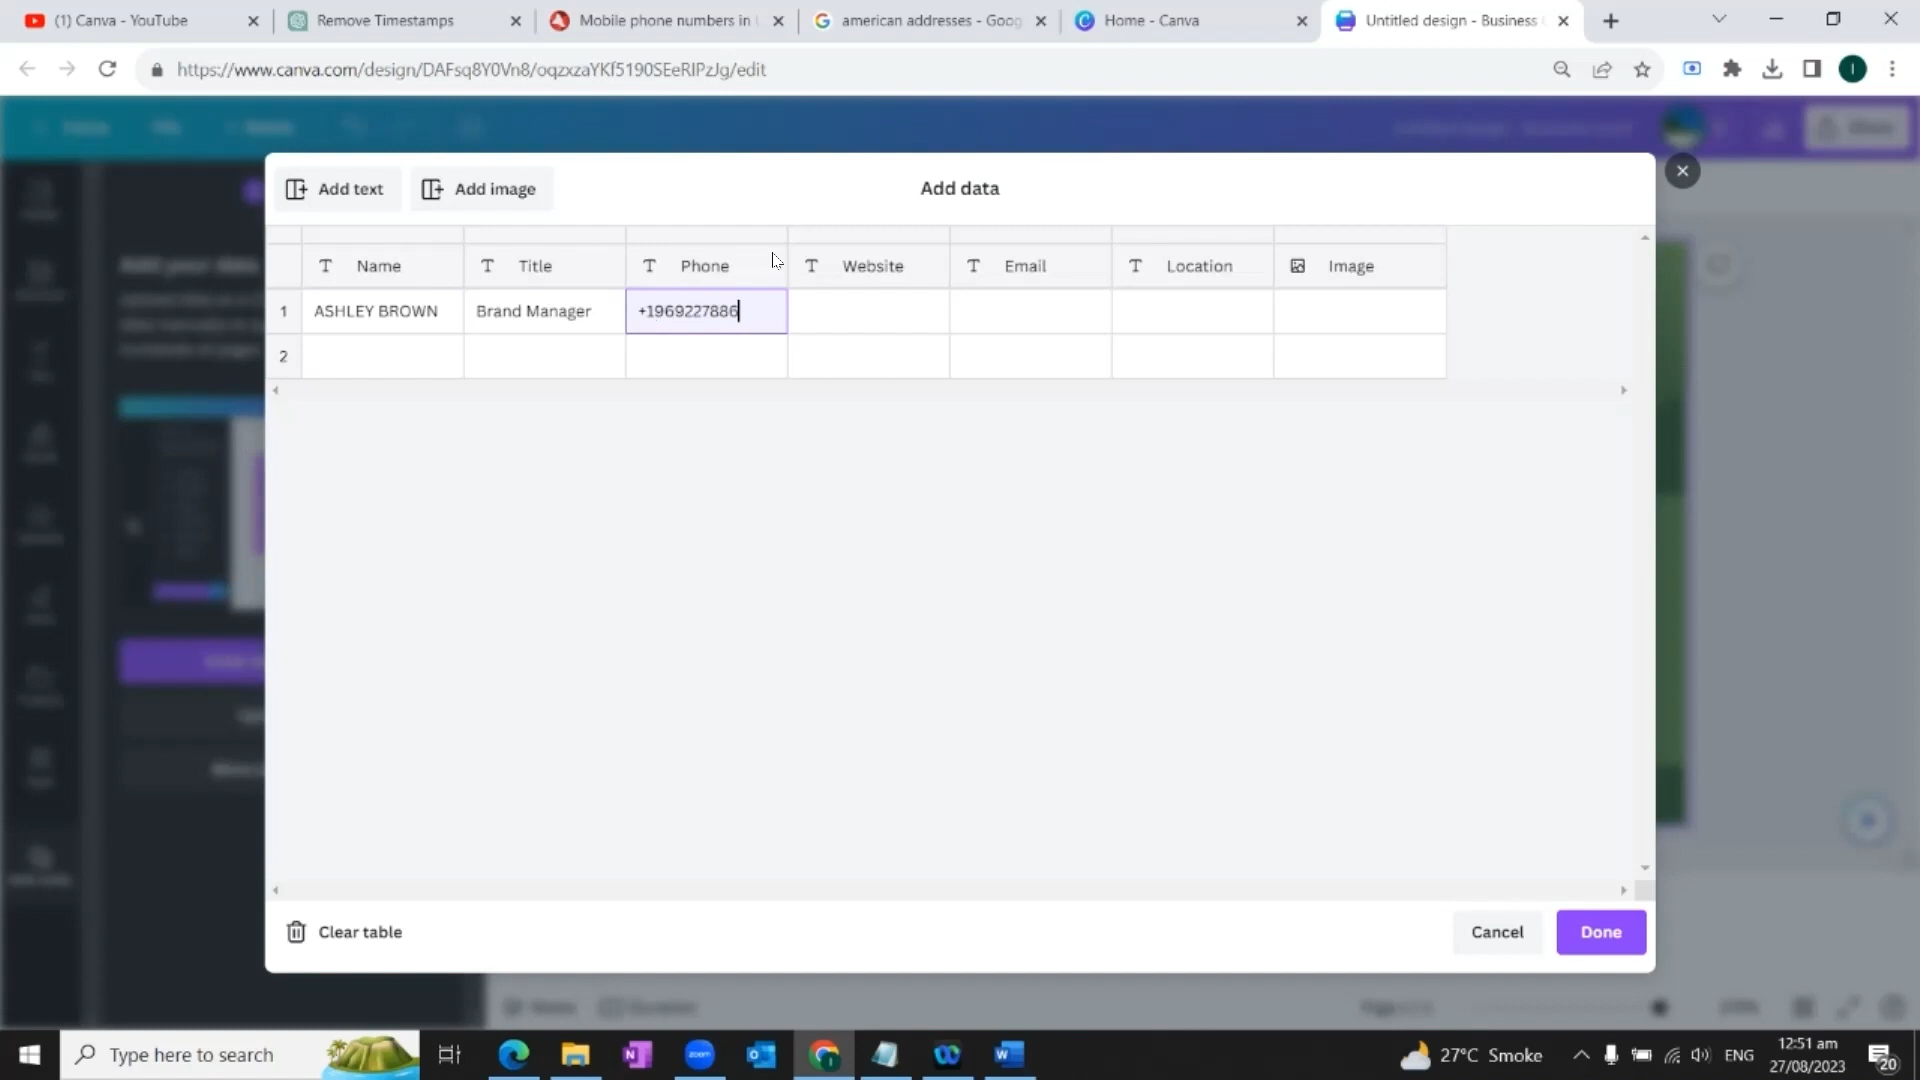 (1) Canva - YouTube
Remove Timestamps
Mobile phone numbers in
american addresses - Goog
Home - Canva
Untitled design - Business
https://www.canva.com/design/DAFsq8Y0Vn8/oqzxzaYKf5190SEeRIPzJg/edit
I
Add text
Add image
Add data
Name
Title
Phone
Website
Email
Location
Image
1
ASHLEY BROWN
Brand Manager
+1969227886
2
Clear table
Cancel
Done
Type here to search
27°C Smoke
ENG
12:51 am
27/08/2023
20